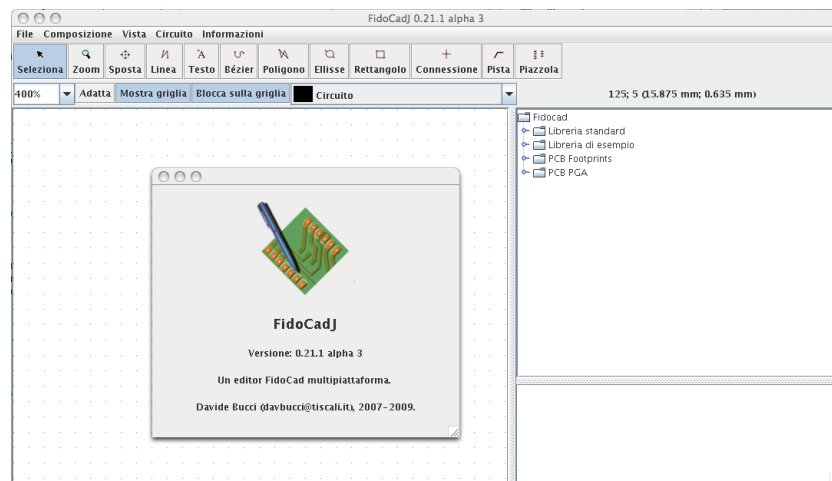 FidoCadJ 0.21.1 alpha 3
File Composizione Vista Circuito Informazioni
Seleziona Zoom Sposta Linea Testo Bézier Poligono Ellisse Rettangolo Connessione Pista Piazzola
400% Adatta Mostra griglia Blocca sulla griglia Circuito 125; 5 (15.875 mm; 0.635 mm)
Fidocad
Libreria standard
Libreria di esempio
PCB Footprints
PCB PGA
FidoCadJ
Versione: 0.21.1 alpha 3
Un editor FidoCad multipiattaforma.
Davide Bucci (davbucci@tiscali.it), 2007-2009.